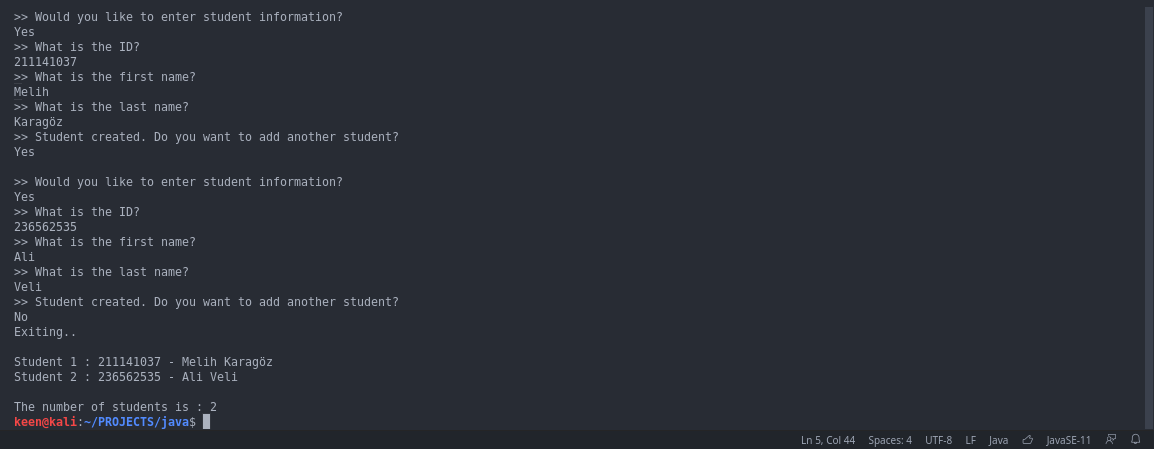 >> Would you like to enter student information?
Yes
>> What is the ID?
211141037
>> What is the first name?
Melih
>> What is the last name?
Karagöz
>> Student created. Do you want to add another student?
Yes

>> Would you like to enter student information?
Yes
>> What is the ID?
236562535
>> What is the first name?
Ali
>> What is the last name?
Veli
>> Student created. Do you want to add another student?
No
Exiting..

Student 1 : 211141037 - Melih Karagöz
Student 2 : 236562535 - Ali Veli

The number of students is : 2
keen@kali:~/PROJECTS/java$
Ln 5, Col 44 Spaces: 4 UTF-8 LF Java JavaSE-11